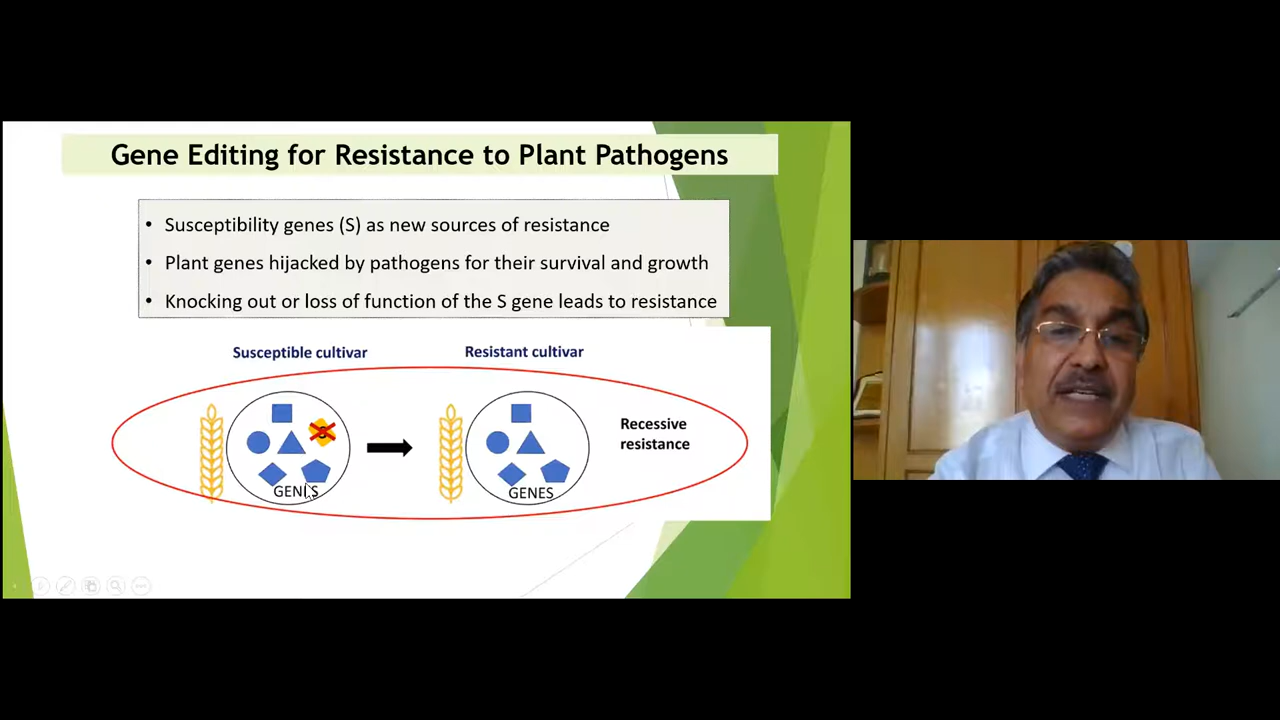 Gene Editing for Resistance to Plant Pathogens
• Susceptibility genes (S) as new sources of resistance
• Plant genes hijacked by pathogens for their survival and growth
• Knocking out or loss of function of the S gene leads to resistance
Susceptible cultivar
Resistant cultivar
Recessive
resistance
GENES
GENES